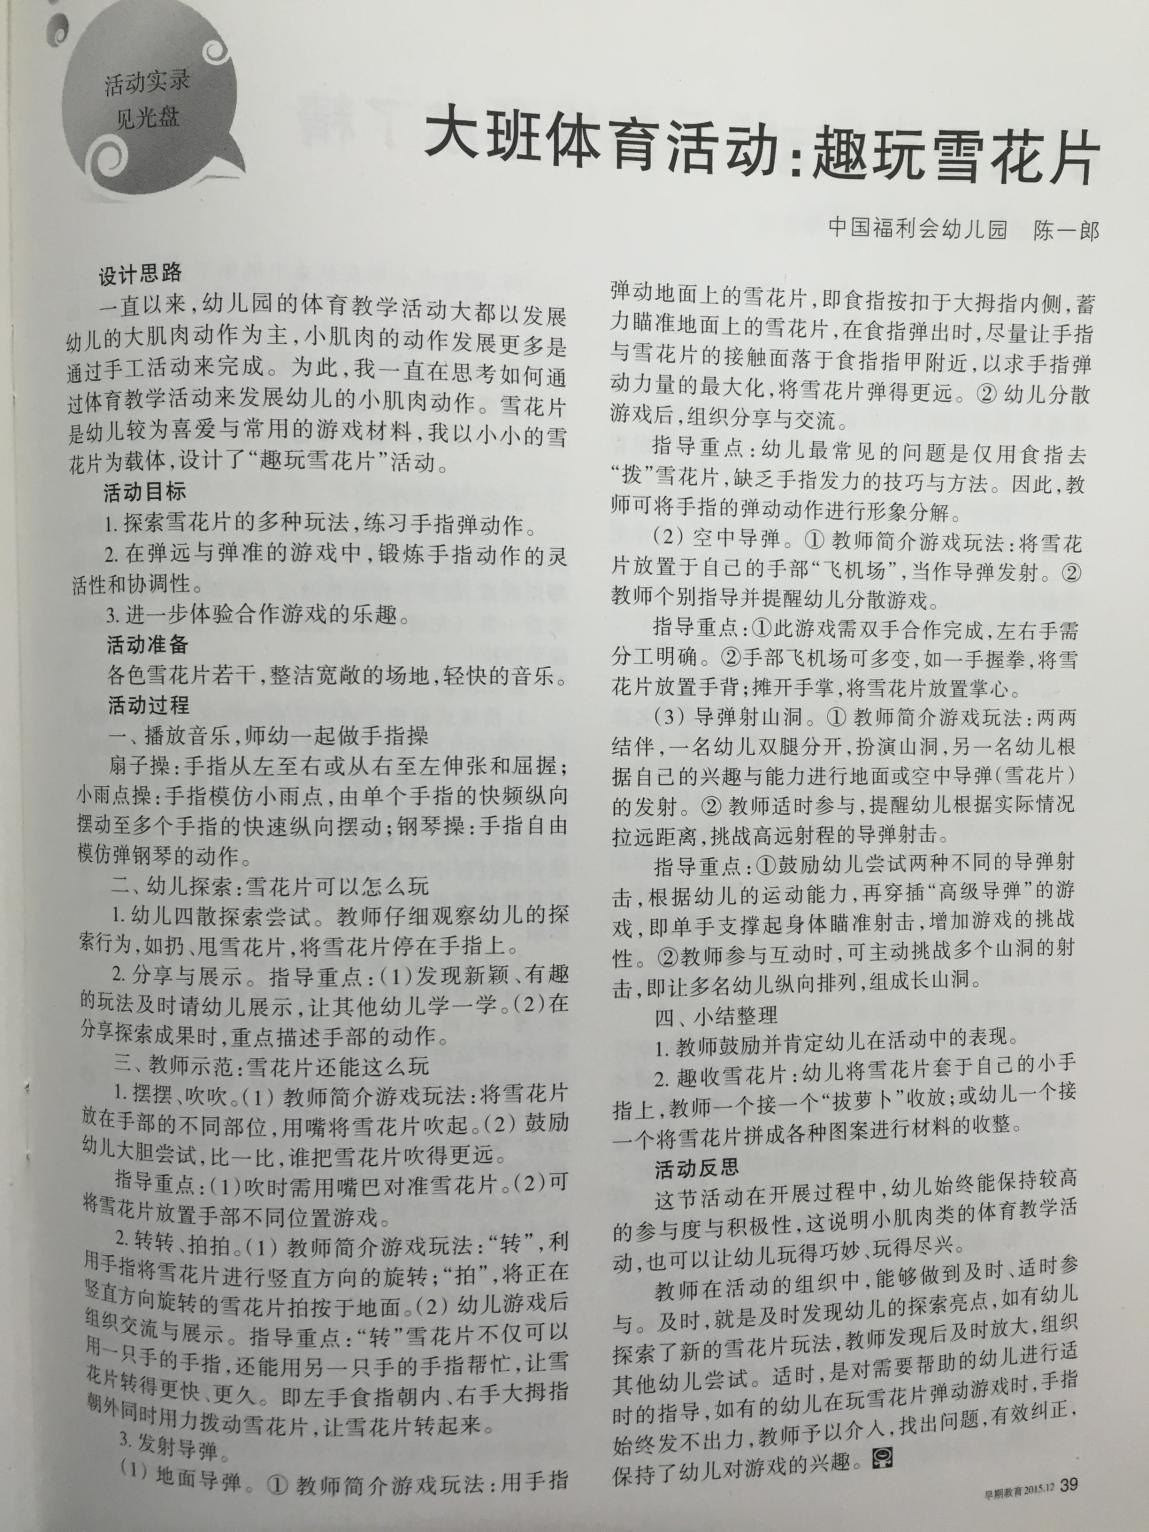 活动实录
见光盘
大班体育活动：趣玩雪花片
中国福利会幼儿园　陈一郎
设计思路
一直以来，幼儿园的体育教学活动大都以发展
幼儿的大肌肉动作为主，小肌肉的动作发展更多是
通过手工活动来完成。为此，我一直在思考如何通
过体育教学活动来发展幼儿的小肌肉动作。雪花片
是幼儿较为喜爱与常用的游戏材料，我以小小的雪
花片为载体，设计了“趣玩雪花片”活动。
活动目标
1. 探索雪花片的多种玩法，练习手指弹动作。
2. 在弹远与弹准的游戏中，锻炼手指动作的灵
活性和协调性。
3. 进一步体验合作游戏的乐趣。
活动准备
各色雪花片若干，整洁宽敞的场地，轻快的音乐。
活动过程
一、播放音乐，师幼一起做手指操
扇子操：手指从左至右或从右至左伸张和屈握；
小雨点操：手指模仿小雨点，由单个手指的快频纵向
摆动至多个手指的快速纵向摆动；钢琴操：手指自由
模仿弹钢琴的动作。
二、幼儿探索：雪花片可以怎么玩
1. 幼儿四散探索尝试。教师仔细观察幼儿的探
索行为，如扔、甩雪花片，将雪花片停在手指上。
2. 分享与展示。指导重点：（1）发现新颖、有趣
的玩法及时请幼儿展示，让其他幼儿学一学。（2）在
分享探索成果时，重点描述手部的动作。
三、教师示范：雪花片还能这么玩
1. 摆摆、吹吹。（1）教师简介游戏玩法：将雪花片
放在手部的不同部位，用嘴将雪花片吹起。（2）鼓励
幼儿大胆尝试，比一比，谁把雪花片吹得更远。
指导重点：（1）吹时需用嘴巴对准雪花片。（2）可
将雪花片放置手部不同位置游戏。
2. 转转、拍拍。（1）教师简介游戏玩法：“转”，利
用手指将雪花片进行竖直方向的旋转；“拍”，将正在
竖直方向旋转的雪花片拍按于地面。（2）幼儿游戏后
组织交流与展示。指导重点：“转”雪花片不仅可以
用一只手的手指，还能用另一只手的手指帮忙，让雪
花片转得更快、更久。即左手食指朝内、右手大拇指
朝外同时用力拨动雪花片，让雪花片转起来。
3. 发射导弹。
（1）地面导弹。① 教师简介游戏玩法：用手指
弹动地面上的雪花片，即食指按扣于大拇指内侧，蓄
力瞄准地面上的雪花片，在食指弹出时，尽量让手指
与雪花片的接触面落于食指指甲附近，以求手指弹
动力量的最大化，将雪花片弹得更远。② 幼儿分散
游戏后，组织分享与交流。
指导重点：幼儿最常见的问题是仅用食指去
“拨”雪花片，缺乏手指发力的技巧与方法。因此，教
师可将手指的弹动动作进行形象分解。
（2）空中导弹。① 教师简介游戏玩法：将雪花
片放置于自己的手部“飞机场”，当作导弹发射。②
教师个别指导并提醒幼儿分散游戏。
指导重点：①此游戏需双手合作完成，左右手需
分工明确。②手部飞机场可多变，如一手握拳，将雪
花片放置手背；摊开手掌，将雪花片放置掌心。
（3）导弹射山洞。① 教师简介游戏玩法：两两
结伴，一名幼儿双腿分开，扮演山洞，另一名幼儿根
据自己的兴趣与能力进行地面或空中导弹（雪花片）
的发射。② 教师适时参与，提醒幼儿根据实际情况
拉远距离，挑战高远射程的导弹射击。
指导重点：①鼓励幼儿尝试两种不同的导弹射
击，根据幼儿的运动能力，再穿插“高级导弹”的游
戏，即单手支撑起身体瞄准射击，增加游戏的挑战
性。②教师参与互动时，可主动挑战多个山洞的射
击，即让多名幼儿纵向排列，组成长山洞。
四、小结整理
1. 教师鼓励并肯定幼儿在活动中的表现。
2. 趣收雪花片：幼儿将雪花片套于自己的小手
指上，教师一个接一个“拔萝卜”收放；或幼儿一个接
一个将雪花片拼成各种图案进行材料的收整。
活动反思
这节活动在开展过程中，幼儿始终能保持较高
的参与度与积极性，这说明小肌肉类的体育教学活
动，也可以让幼儿玩得巧妙、玩得尽兴。
教师在活动的组织中，能够做到及时、适时参
与。及时，就是及时发现幼儿的探索亮点，如有幼儿
探索了新的雪花片玩法，教师发现后及时放大，组织
其他幼儿尝试。适时，是对需要帮助的幼儿进行适
时的指导，如有的幼儿在玩雪花片弹动游戏时，手指
始终发不出力，教师予以介入，找出问题，有效纠正，
保持了幼儿对游戏的兴趣。
早期教育2015.12 39